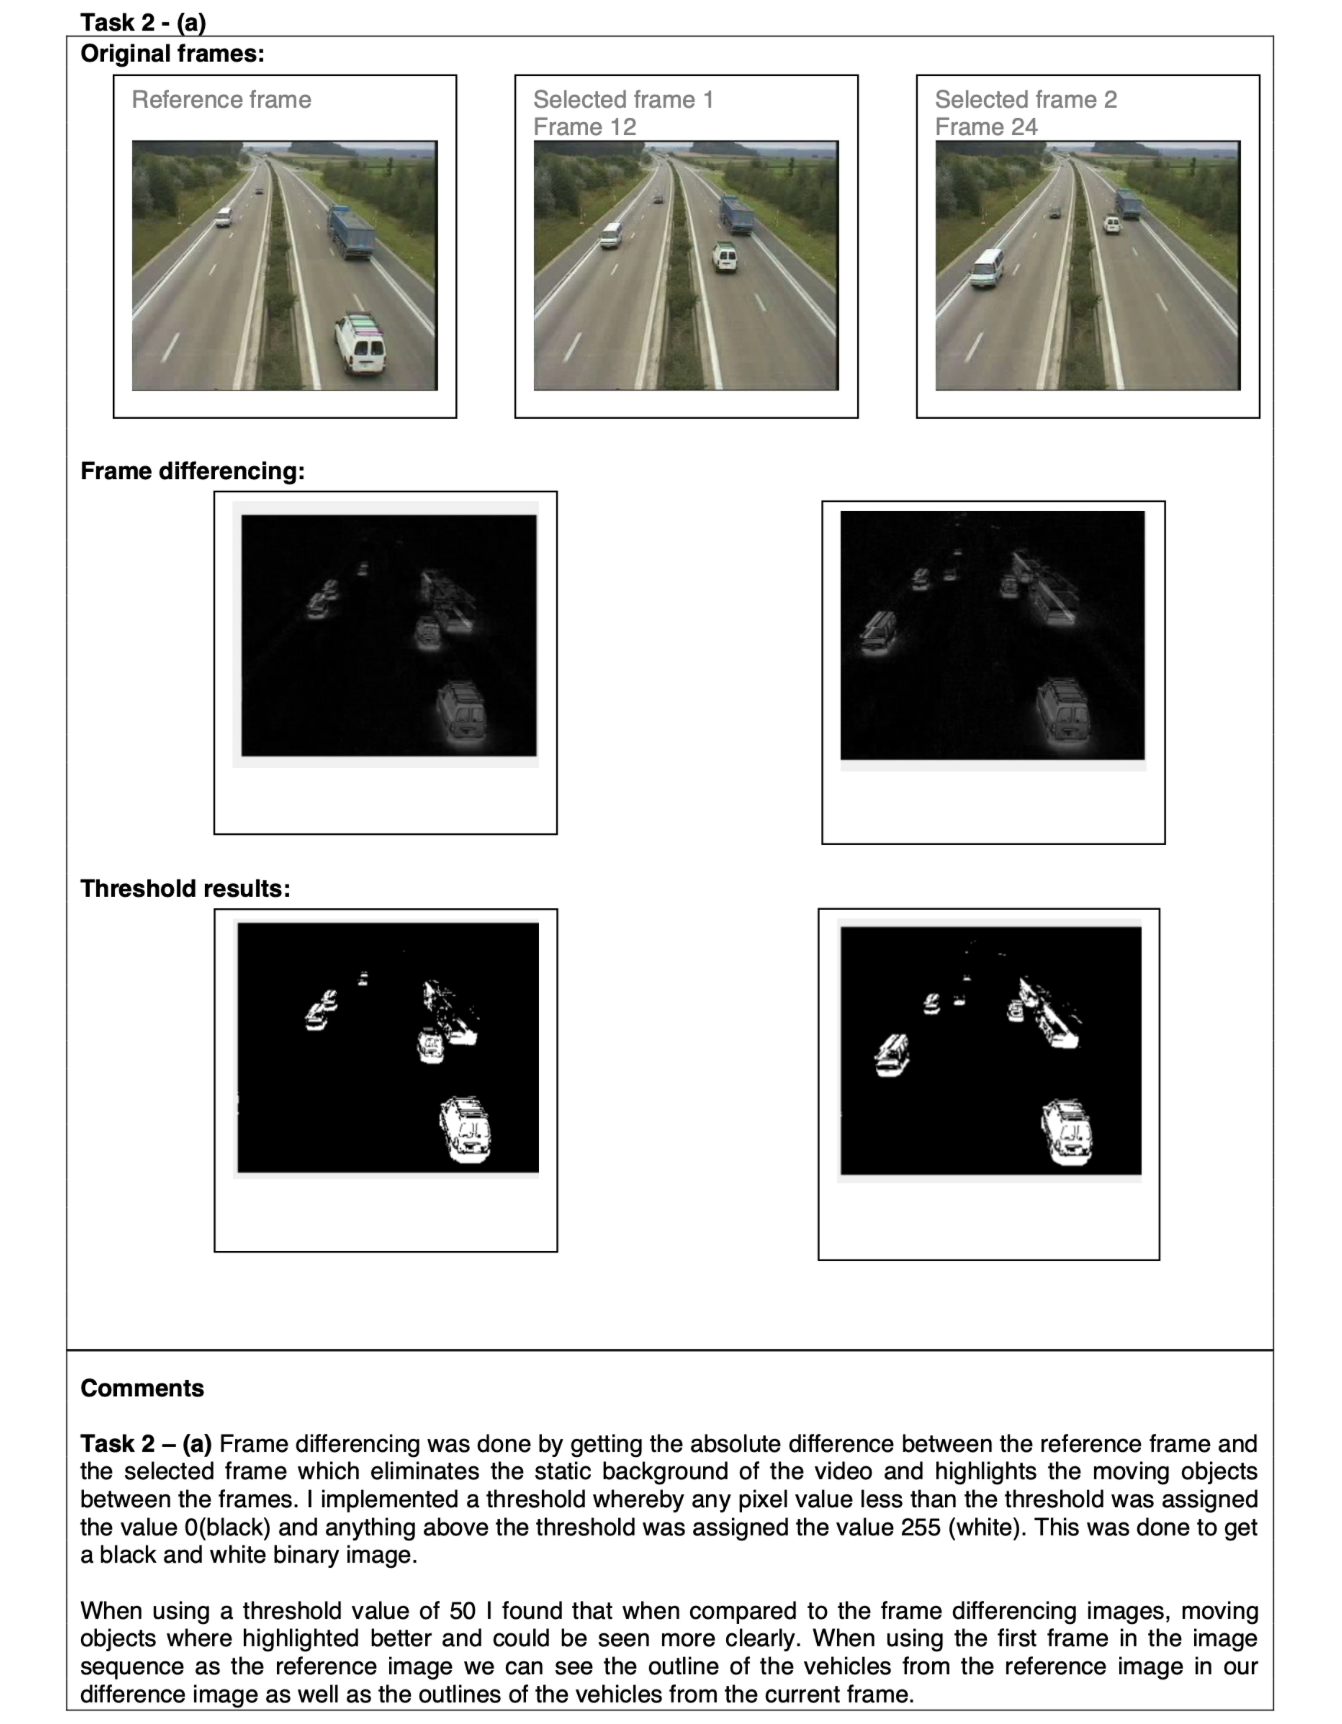 Task 2 - (a)
Original frames:
Reference frame
Selected frame 1
Frame 12
Selected frame 2
Frame 24
Frame differencing:
Threshold results:
Comments
Task 2 – (a) Frame differencing was done by getting the absolute difference between the reference frame and
the selected frame which eliminates the static background of the video and highlights the moving objects
between the frames. I implemented a threshold whereby any pixel value less than the threshold was assigned
the value 0(black) and anything above the threshold was assigned the value 255 (white). This was done to get
a black and white binary image.
When using a threshold value of 50 I found that when compared to the frame differencing images, moving
objects where highlighted better and could be seen more clearly. When using the first frame in the image
sequence as the reference image we can see the outline of the vehicles from the reference image in our
difference image as well as the outlines of the vehicles from the current frame.